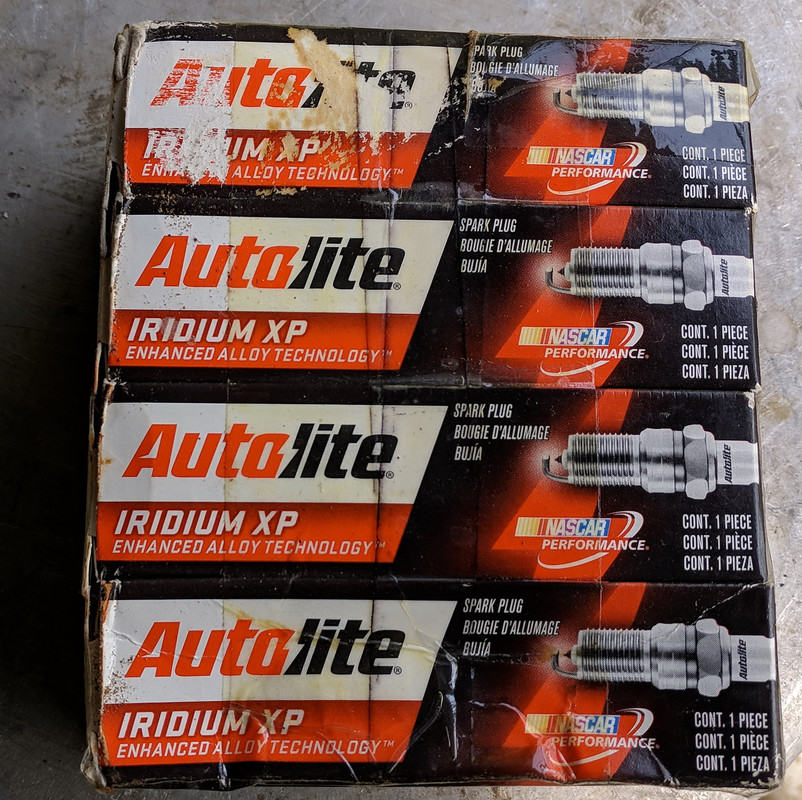 SPARK PLUG
BOUGIE D'ALLUMAGE
IRIDIUM XP
ENHANCED ALLOY TECHNOLOGY™
NASCAR
PERFORMANCE®
CONT. 1 PIECE
CONT. 1 PIÈCE
CONT. 1 PIEZA
Autolite
Autolite®
IRIDIUM XP
ENHANCED ALLOY TECHNOLOGY™
SPARK PLUG
BOUGIE D'ALLUMAGE
BUJÍA
Autolite
NASCAR
PERFORMANCE®
CONT. 1 PIECE
CONT. 1 PIÈCE
CONT. 1 PIEZA
Autolite®
IRIDIUM XP
ENHANCED ALLOY TECHNOLOGY™
SPARK PLUG
BOUGIE D'ALLUMAGE
BUJÍA
Autolite
NASCAR
PERFORMANCE®
CONT. 1 PIECE
CONT. 1 PIÈCE
CONT. 1 PIEZA
Autolite®
IRIDIUM XP
ENHANCED ALLOY TECHNOLOGY™
SPARK PLUG
BOUGIE D'ALLUMAGE
BUJÍA
Autolite
NASCAR
PERFORMANCE®
CONT. 1 PIECE
CONT. 1 PIÈCE
CONT. 1 PIEZA